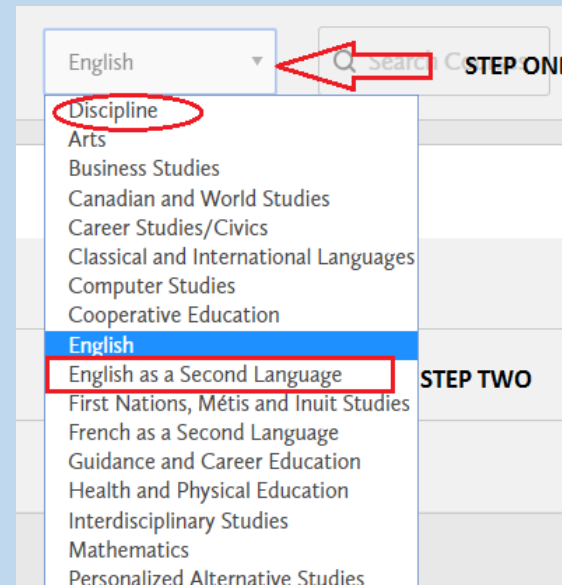 English Search Courses STEP ONE
Discipline
Arts
Business Studies
Canadian and World Studies
Career Studies/Civics
Classical and International Languages
Computer Studies
Cooperative Education
English
English as a Second Language STEP TWO
First Nations, Métis and Inuit Studies
French as a Second Language
Guidance and Career Education
Health and Physical Education
Interdisciplinary Studies
Mathematics
Personalized Alternative Studies